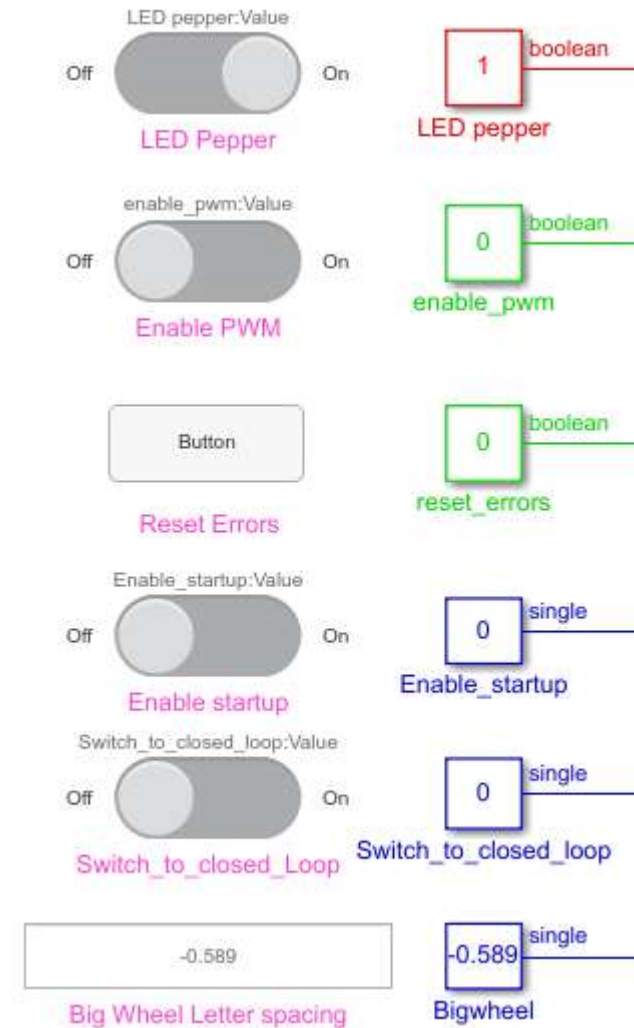 LED pepper:Value
Off On
LED Pepper
1 boolean
LED pepper
enable_pwm:Value
Off On
Enable PWM
0 boolean
enable_pwm
Button
Reset Errors
0 boolean
reset_errors
Enable_startup:Value
Off On
Enable startup
0 single
Enable_startup
Switch_to_closed_loop:Value
Off On
Switch_to_closed_Loop
0 single
Switch_to_closed_loop
-0.589
Big Wheel Letter spacing
-0.589 single
Bigwheel